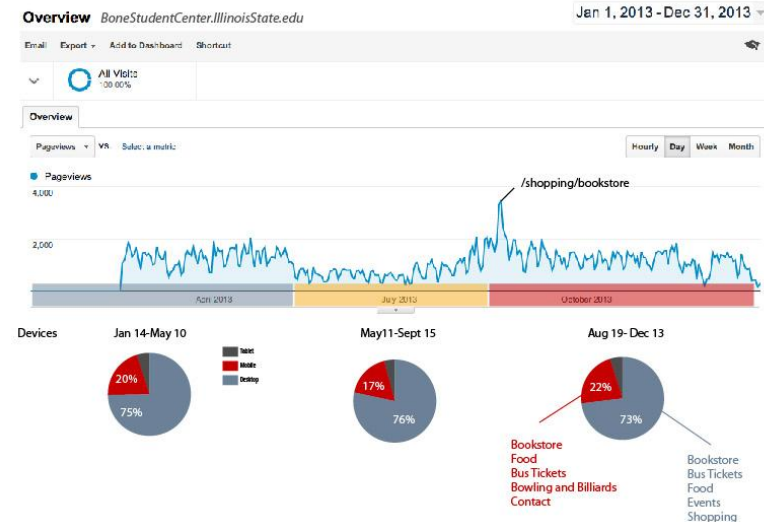 Overview BoneStudentCenter.IllinoisState.edu
Jan 1, 2013 - Dec 31, 2013
Email Export Add to Dashboard Shortcut
All Visits
100.00%
Overview
Pageviews VS. Select a metric
Hourly Day Week Month
Pageviews
/shopping/bookstore
4,000
2,000
April 2013 July 2013 October 2013
Devices Jan 14-May 10 May11-Sept 15 Aug 19- Dec 13
Tablet
Mobile
Desktop
20%
75%
17%
76%
22%
73%
Bookstore
Food
Bus Tickets
Bowling and Billiards
Contact
Bookstore
Bus Tickets
Food
Events
Shopping